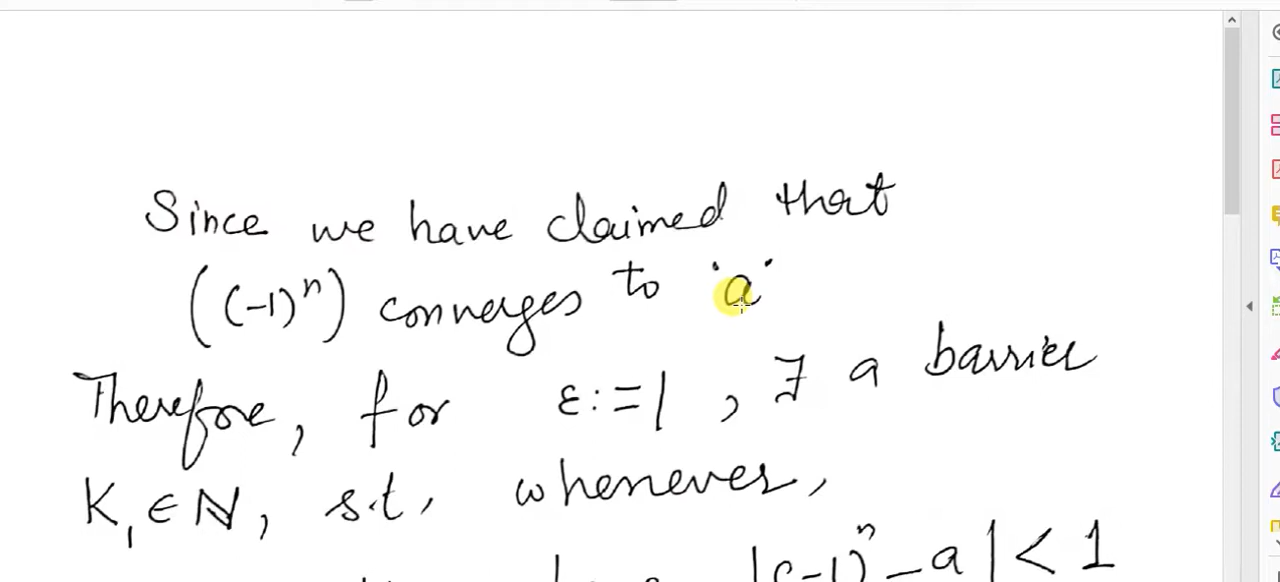 Since we have claimed that
((-1)ⁿ) converges to 'a'
Therefore, for ε:=1, ∃ a barrier
K₁∈ℕ, s.t, whenever,
|(-1)ⁿ-a|<1